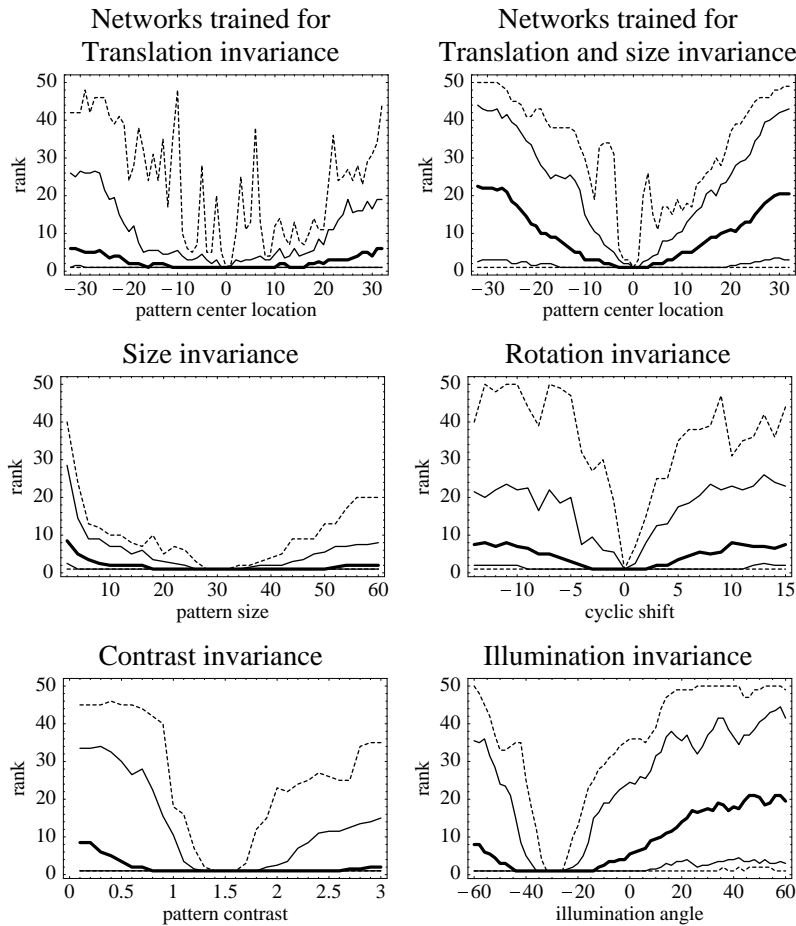 Networks trained for
Translation invariance
50
40
30
20
10
0
rank
−30 −20 −10 0 10 20 30
pattern center location
Networks trained for
Translation and size invariance
50
40
30
20
10
0
rank
−30 −20 −10 0 10 20 30
pattern center location
Size invariance
50
40
30
20
10
0
rank
10 20 30 40 50 60
pattern size
Rotation invariance
50
40
30
20
10
0
rank
−10 −5 0 5 10 15
cyclic shift
Contrast invariance
50
40
30
20
10
0
rank
0 0.5 1 1.5 2 2.5 3
pattern contrast
Illumination invariance
50
40
30
20
10
0
rank
−60 −40 −20 0 20 40 60
illumination angle